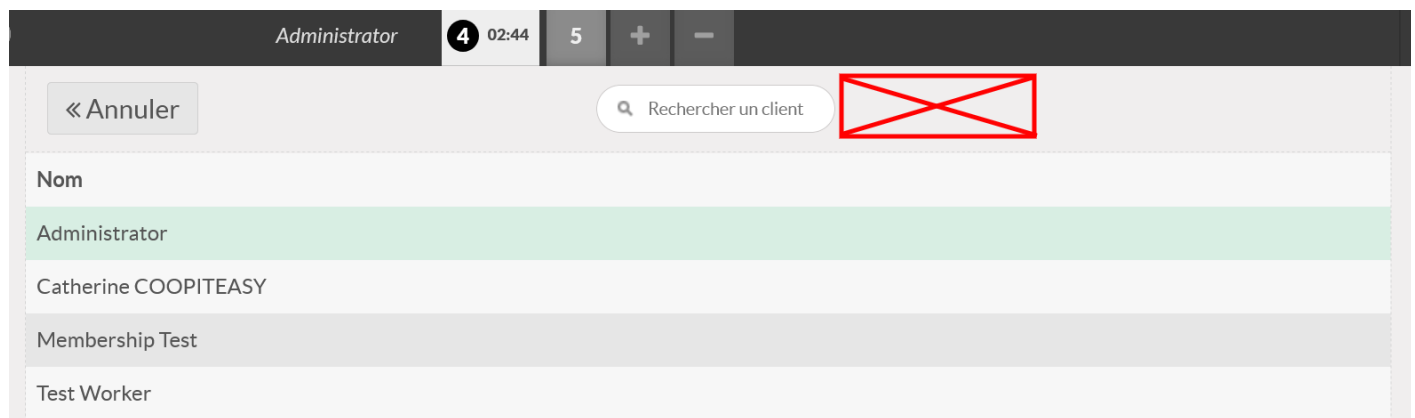 Administrator 4 02:44 5 + −
« Annuler Rechercher un client
Nom
Administrator
Catherine COOPITEASY
Membership Test
Test Worker